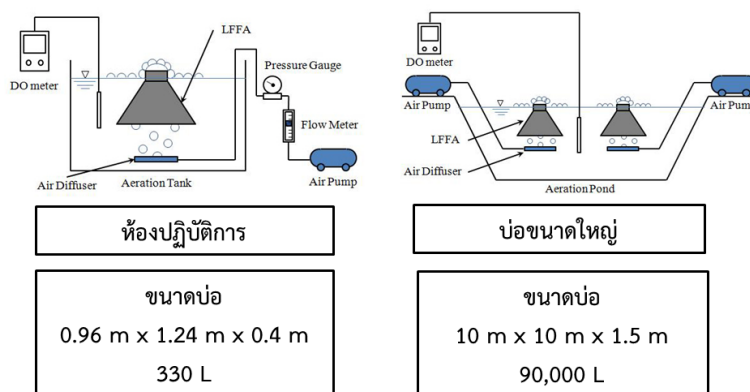 LFFA
DO meter
Pressure Gauge
Flow Meter
Air Diffuser
Aeration Tank
Air Pump
ห้องปฏิบัติการ
ขนาดบ่อ
0.96 m x 1.24 m x 0.4 m
330 L
DO meter
Air Pump
Air Pump
LFFA
Air Diffuser
Aeration Pond
บ่อขนาดใหญ่
ขนาดบ่อ
10 m x 10 m x 1.5 m
90,000 L